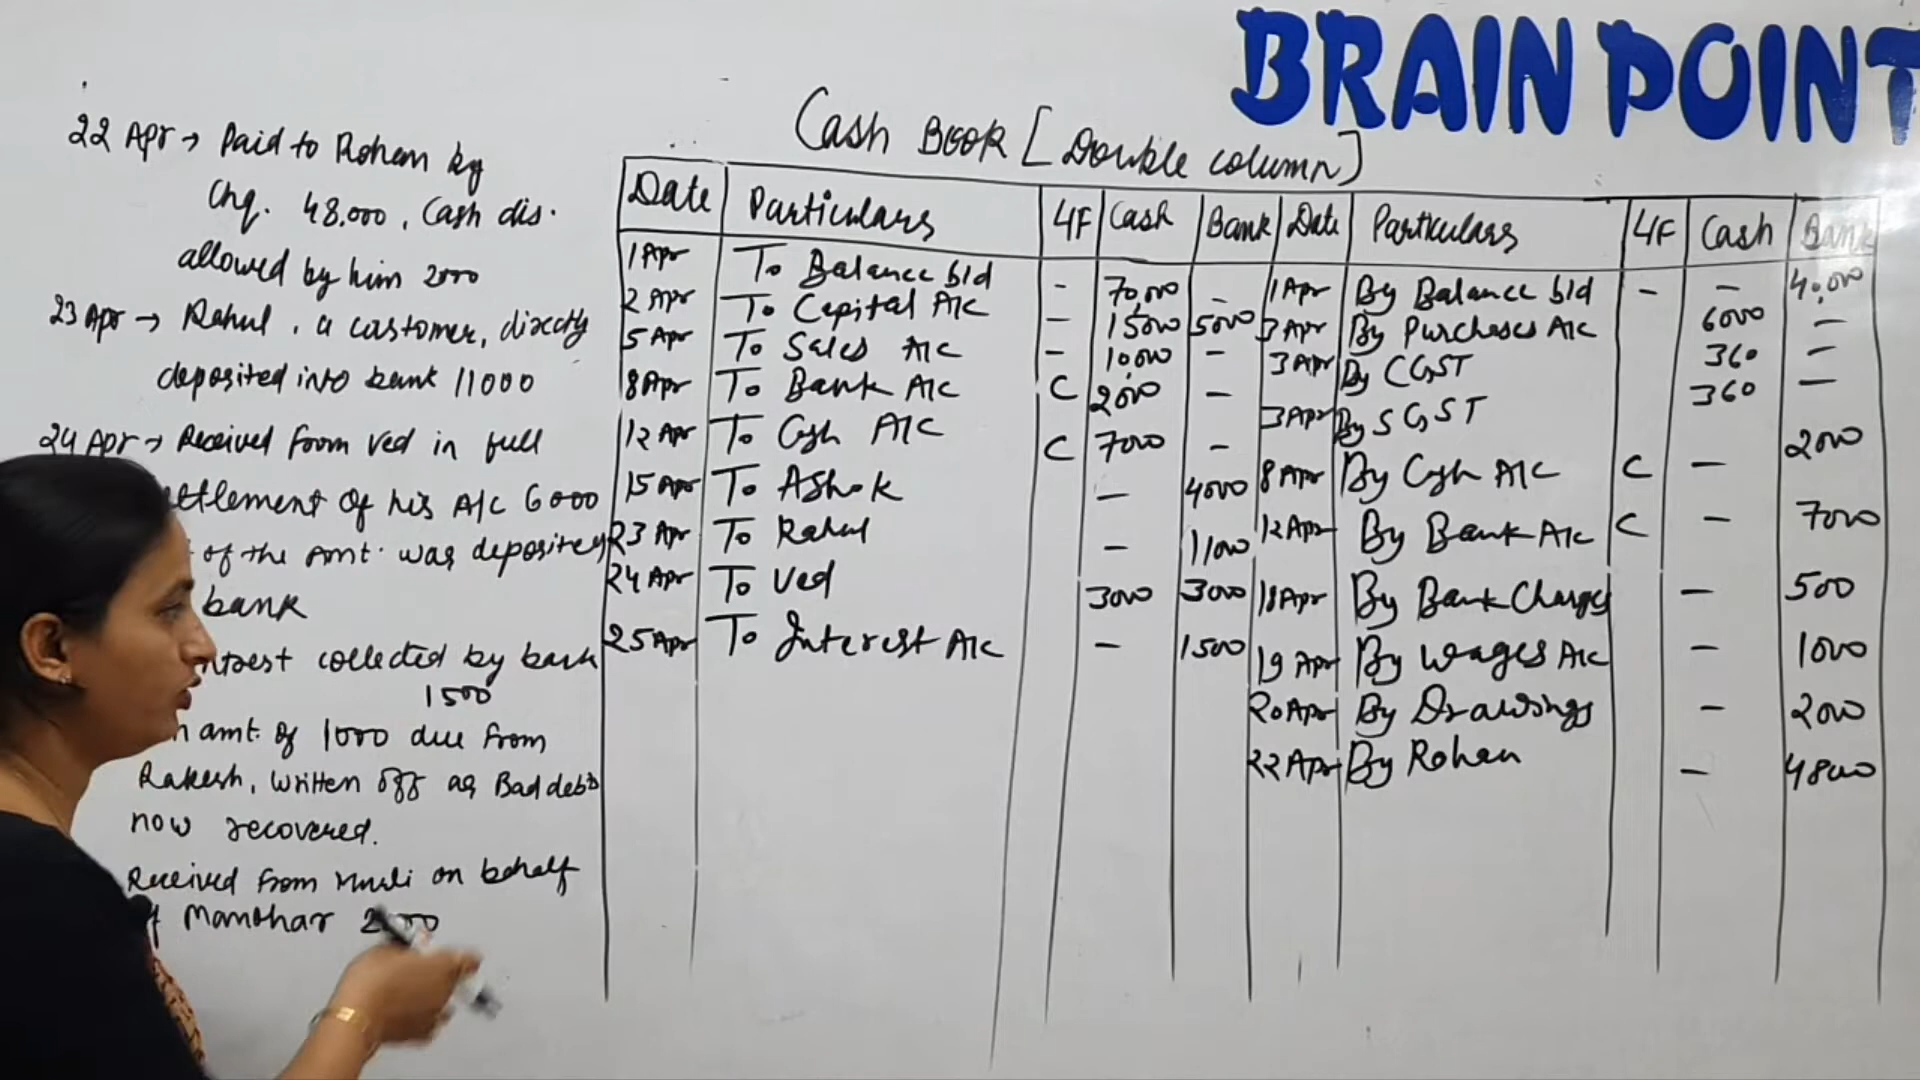 BRAIN POINT
Cash Book [Double column]
22 Apr → Paid to Rohan by
Chq. 48.000, Cash dis.
allowed by him 2000
23 Apr → Rahul, a customer, directly
deposited into bank 11000
24 Apr → Received from Ved in full
ettlement of his A/c 6000
of the amt. was deposited
bank
ntrest collected by bank
1500
amt. of 1000 due from
Rakesh, written off as Bad debts
now recovered.
Received from Murli on behalf
Manohar
Date Particulars LF Cash Bank Date Particulars LF Cash Bank
1 Apr To Balance b/d - 70,000 - 1 Apr By Balance b/d - - 40,000
2 Apr To Capital A/c - 15000 5000 3 Apr By Purchases A/c 6000 -
5 Apr To Sales A/c - 10,000 - 3 Apr By CGST 360 -
8 Apr To Bank A/c C 2000 - 3 Apr By SGST 360 -
12 Apr To Cash A/c C 7000 - 8 Apr By Cash A/c C - 2000
15 Apr To Ashok - 4000 12 Apr By Bank A/c C - 7000
23 Apr To Rahul - 11000 18 Apr By Bank Charges - 500
24 Apr To Ved 3000 3000 19 Apr By Wages A/c - 1000
25 Apr To Interest A/c - 1500 20 Apr By Drawings - 2000
22 Apr By Rohan - 48000